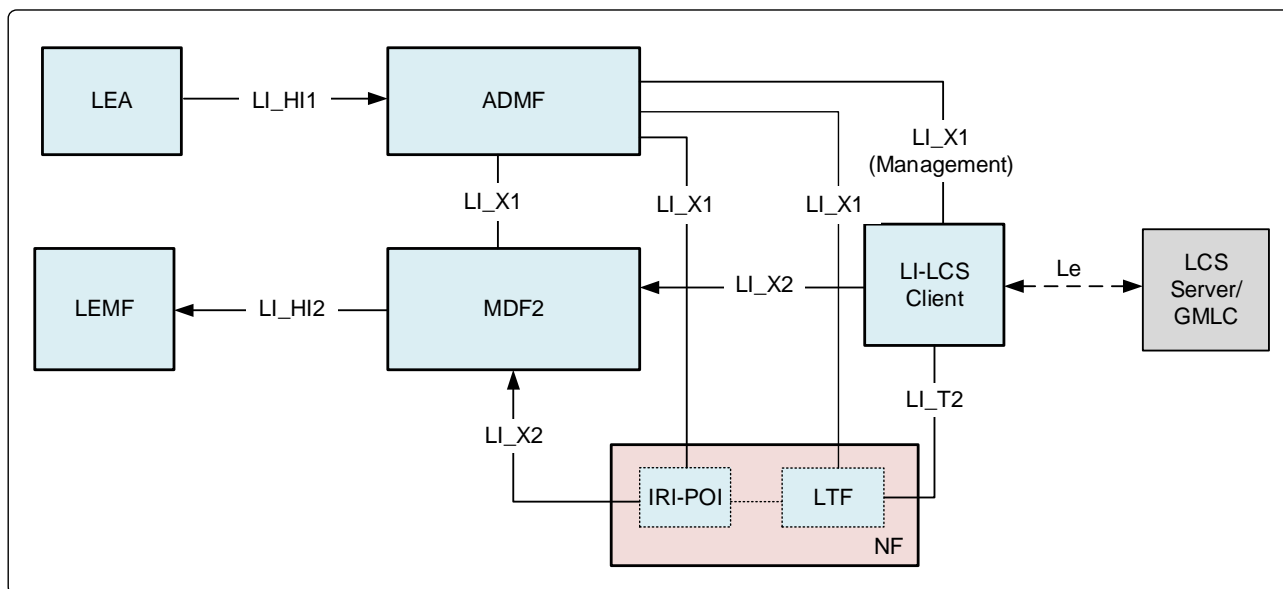 LEA
LI_HI1
ADMF
LI_X1
(Management)
LI_X1
LI_X1
LI_X1
LEMF
LI_HI2
MDF2
LI_X2
LI-LCS
Client
Le
LCS
Server/
GMLC
LI_T2
LI_X2
IRI-POI
LTF
NF